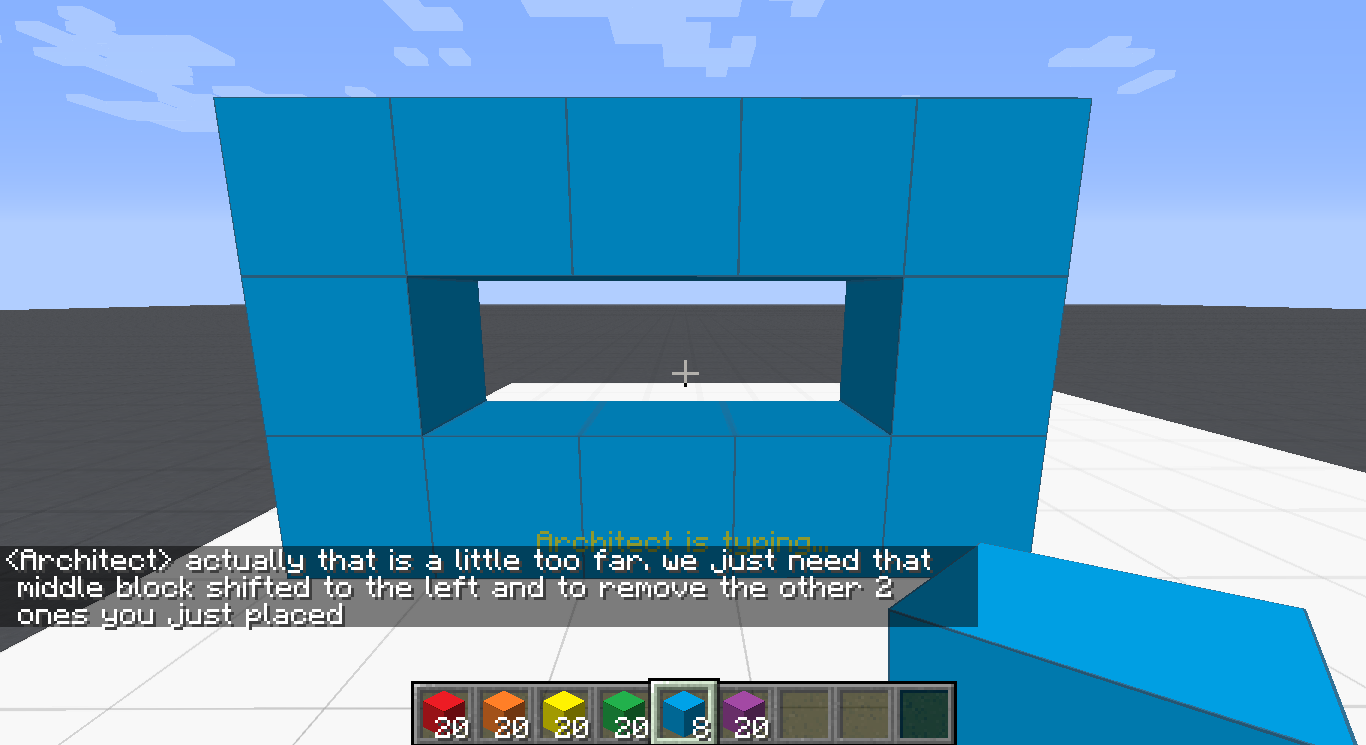 Architect is typing...
<Architect> actually that is a little too far. we just need that
middle block shifted to the left and to remove the other 2
ones you just placed
20 20 20 20 8 20